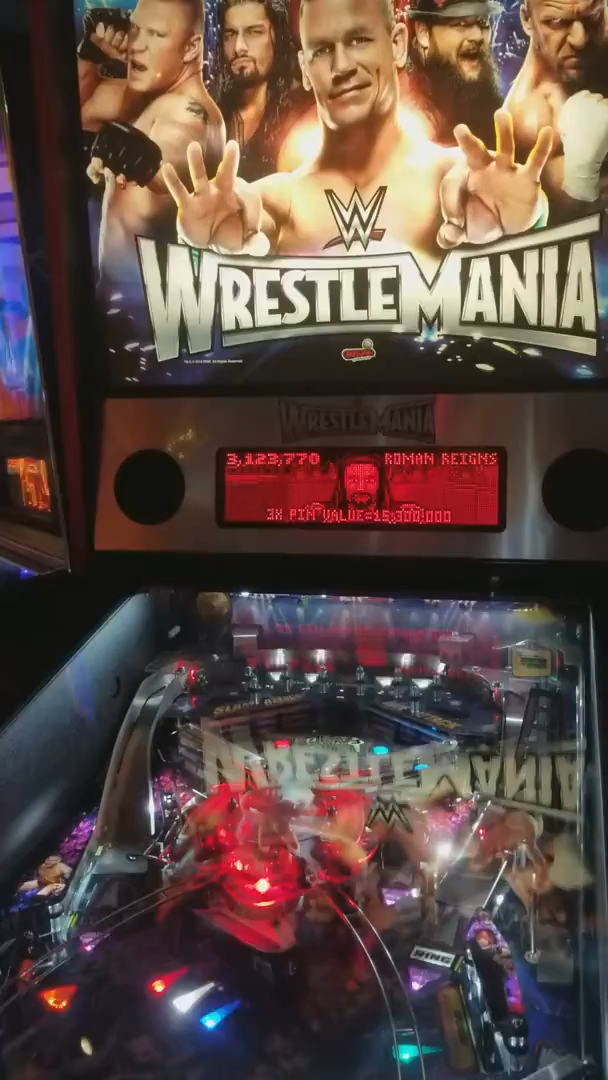 W
WRESTLEMANIA
WRESTLEMANIA
3,123,770 ROMAN REIGNS
3X PIN VALUE=15,300,000
WRESTLEMANIA
W
RING